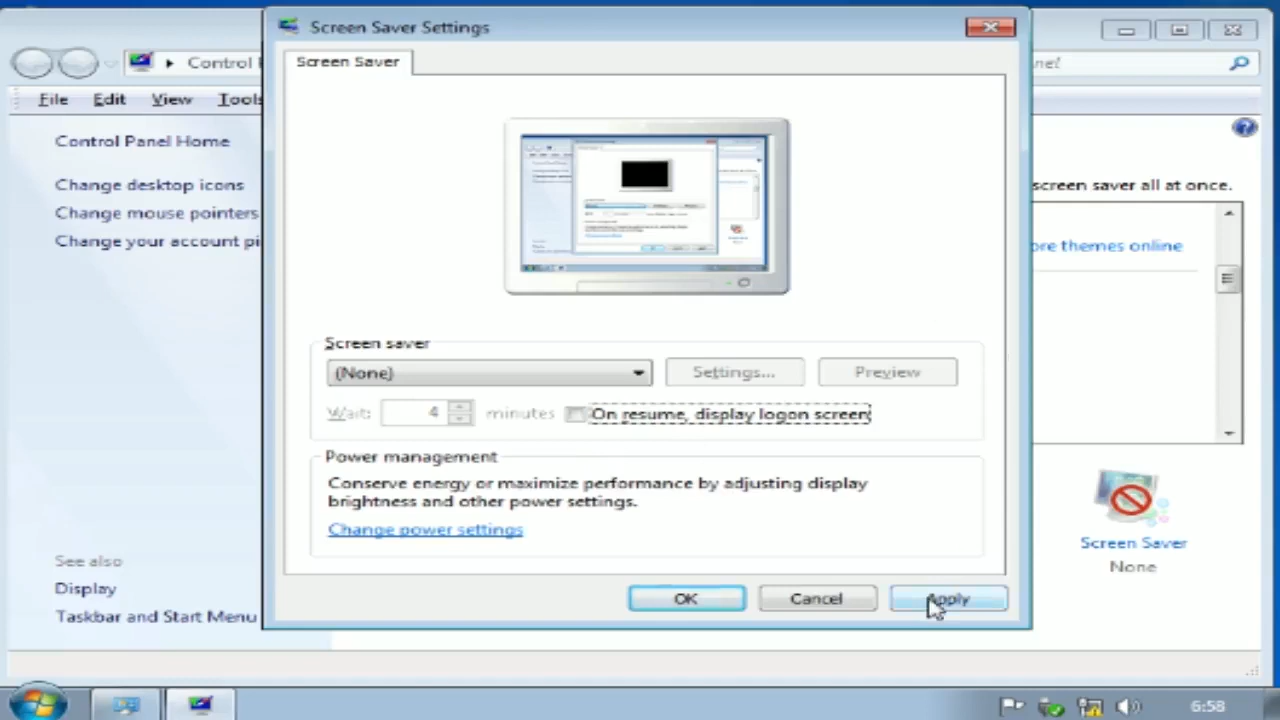 Screen Saver Settings
Control
File Edit View Tools
Screen Saver
Control Panel Home
Change desktop icons
Change mouse pointers
Change your account pi
screen saver all at once.
ore themes online
Screen saver
(None)
Settings...
Preview
Wait: 4 minutes
On resume, display logon screen
Power management
Conserve energy or maximize performance by adjusting display
brightness and other power settings.
Change power settings
Screen Saver
None
See also
Display
Taskbar and Start Menu
OK
Cancel
Apply
6:58